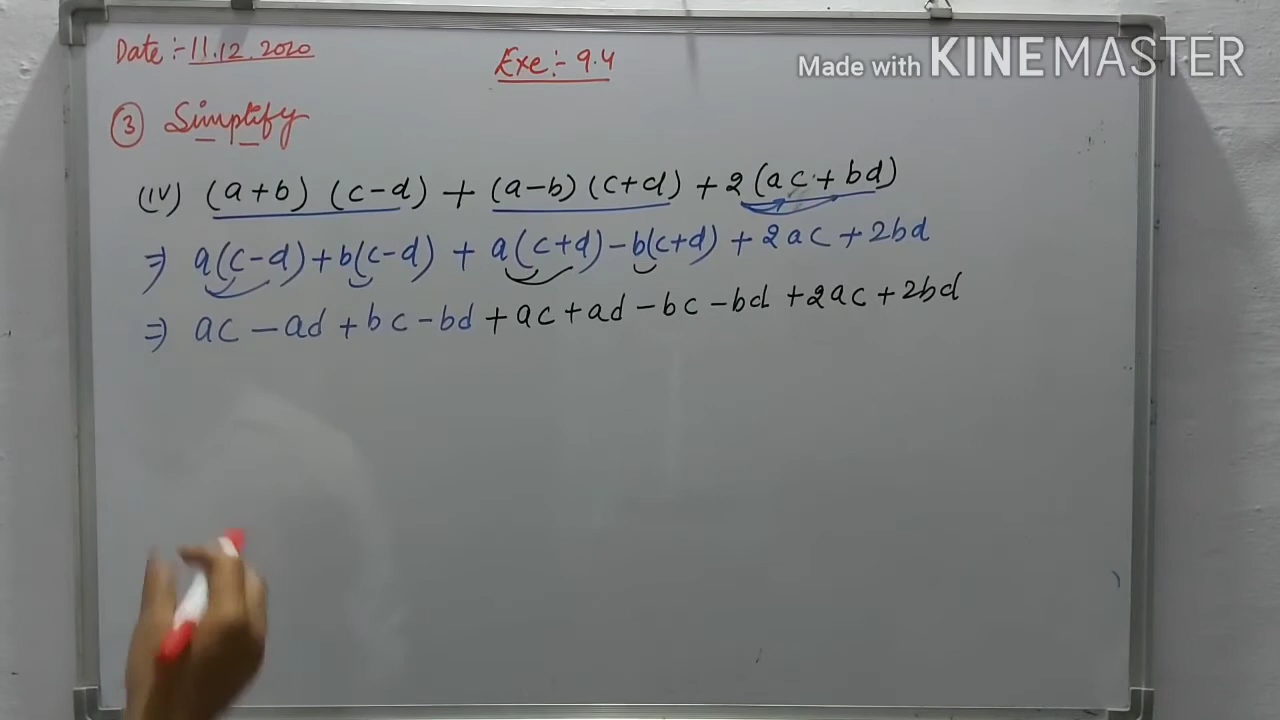 Date:- 11.12.2020
Exe:- 9.4
Made with KINEMASTER
③ Simplify
(iv) (a+b) (c-d) + (a-b) (c+d) + 2 (ac + bd)
⇒ a(c-d)+b(c-d) + a(c+d)-b(c+d) + 2ac + 2bd
⇒ ac - ad + bc - bd + ac + ad - bc - bd + 2ac + 2bd